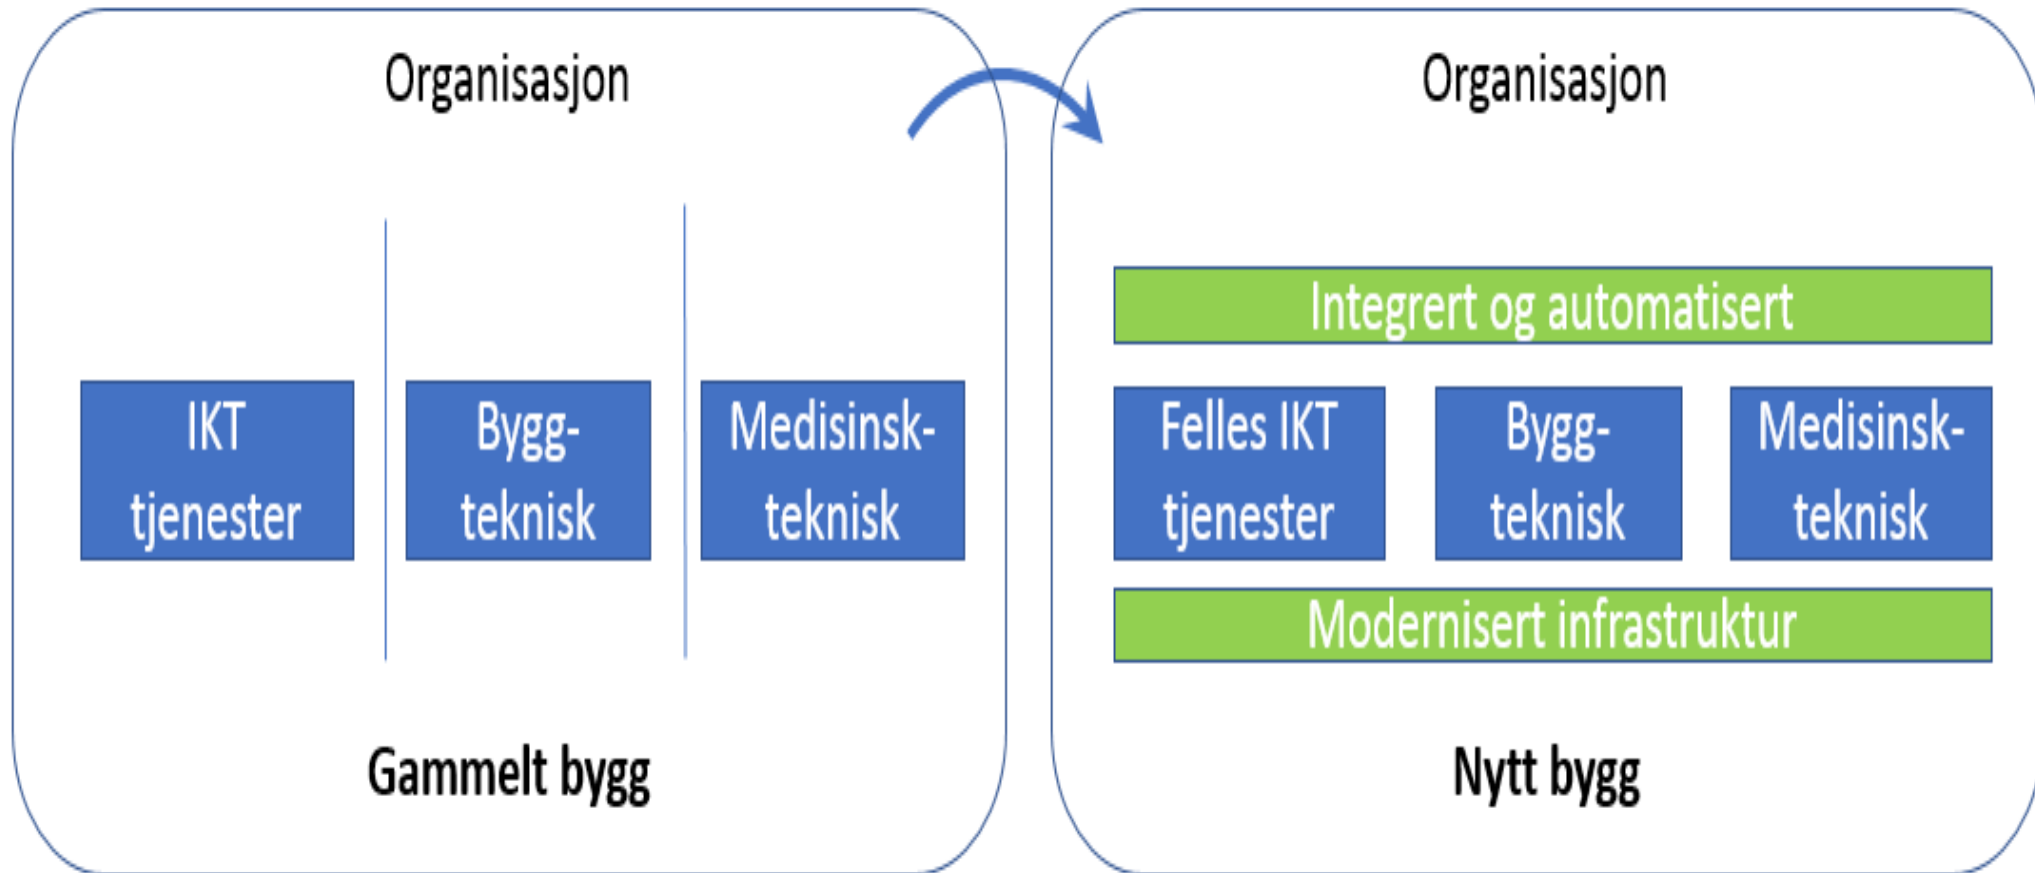 Organisasjon
IKT
tjenester
Bygg-
teknisk
Medisinsk-
teknisk
Gammelt bygg
Organisasjon
Integrert og automatisert
Felles IKT
tjenester
Bygg-
teknisk
Medisinsk-
teknisk
Modernisert infrastruktur
Nytt bygg